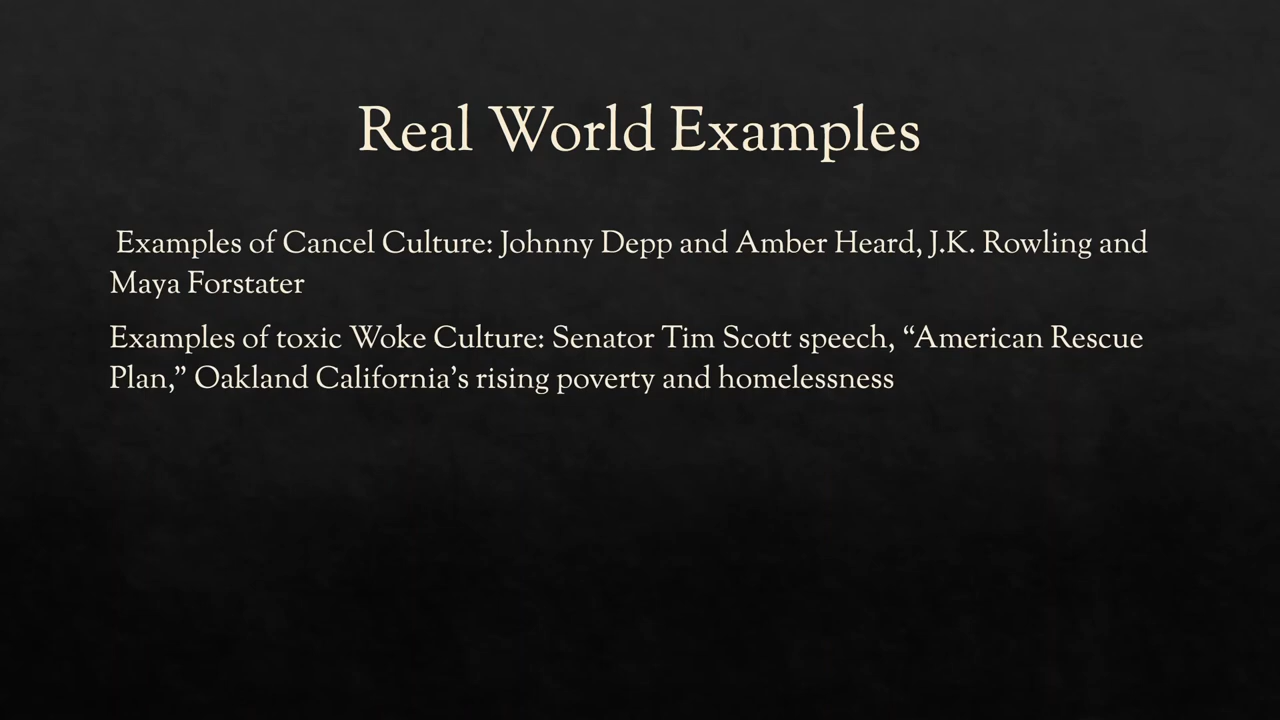 Real World Examples
Examples of Cancel Culture: Johnny Depp and Amber Heard, J.K. Rowling and
Maya Forstater
Examples of toxic Woke Culture: Senator Tim Scott speech, “American Rescue
Plan,” Oakland California’s rising poverty and homelessness